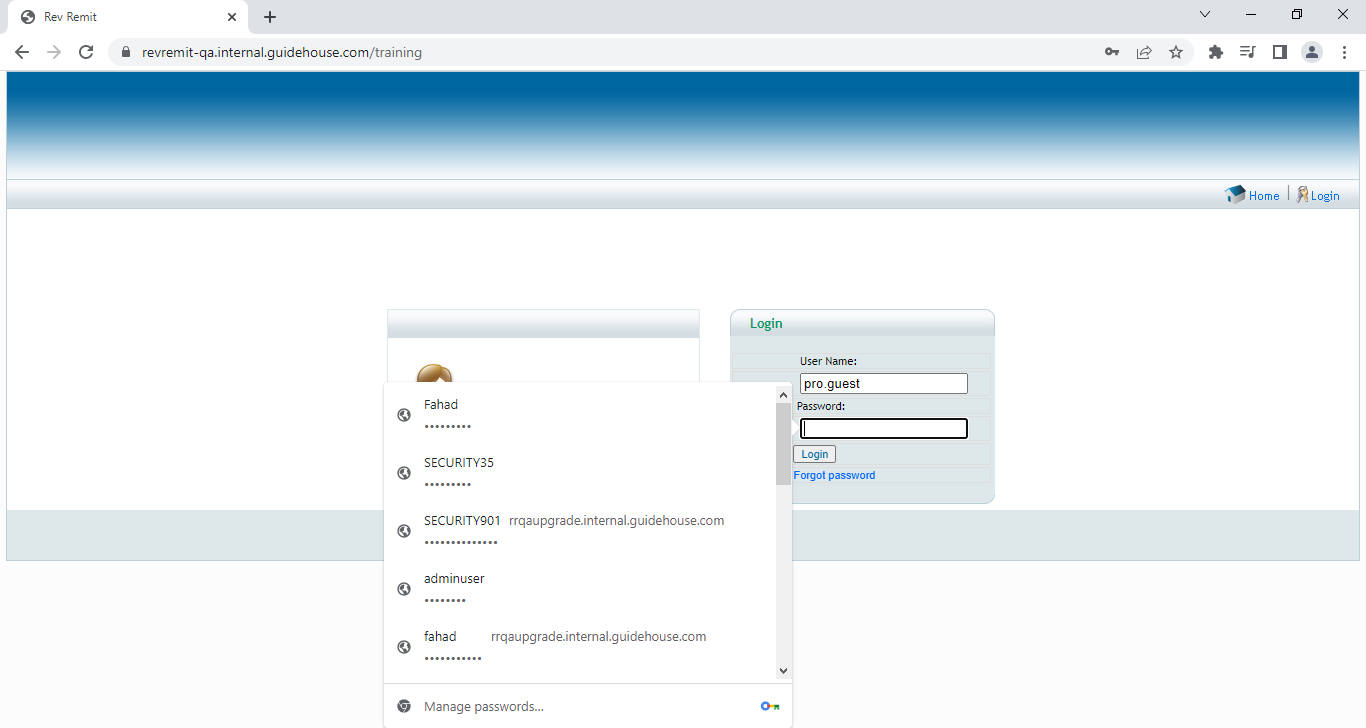 Rev Remit
revremit-qa.internal.guidehouse.com/training
Home
Login
Login
User Name:
pro.guest
Password:
Login
Forgot password
Fahad
•••••••••
SECURITY35
•••••••••
SECURITY901 rrqaupgrade.internal.guidehouse.com
••••••••••••••
adminuser
••••••••
fahad rrqaupgrade.internal.guidehouse.com
•••••••••••
Manage passwords...